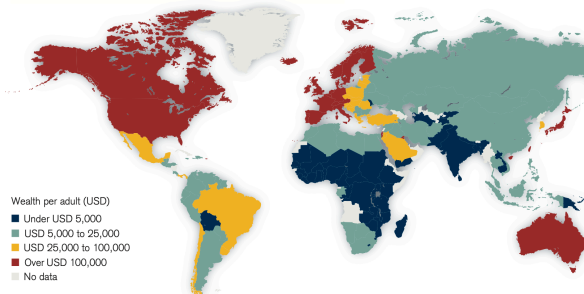 Wealth per adult (USD)
Under USD 5,000
USD 5,000 to 25,000
USD 25,000 to 100,000
Over USD 100,000
No data